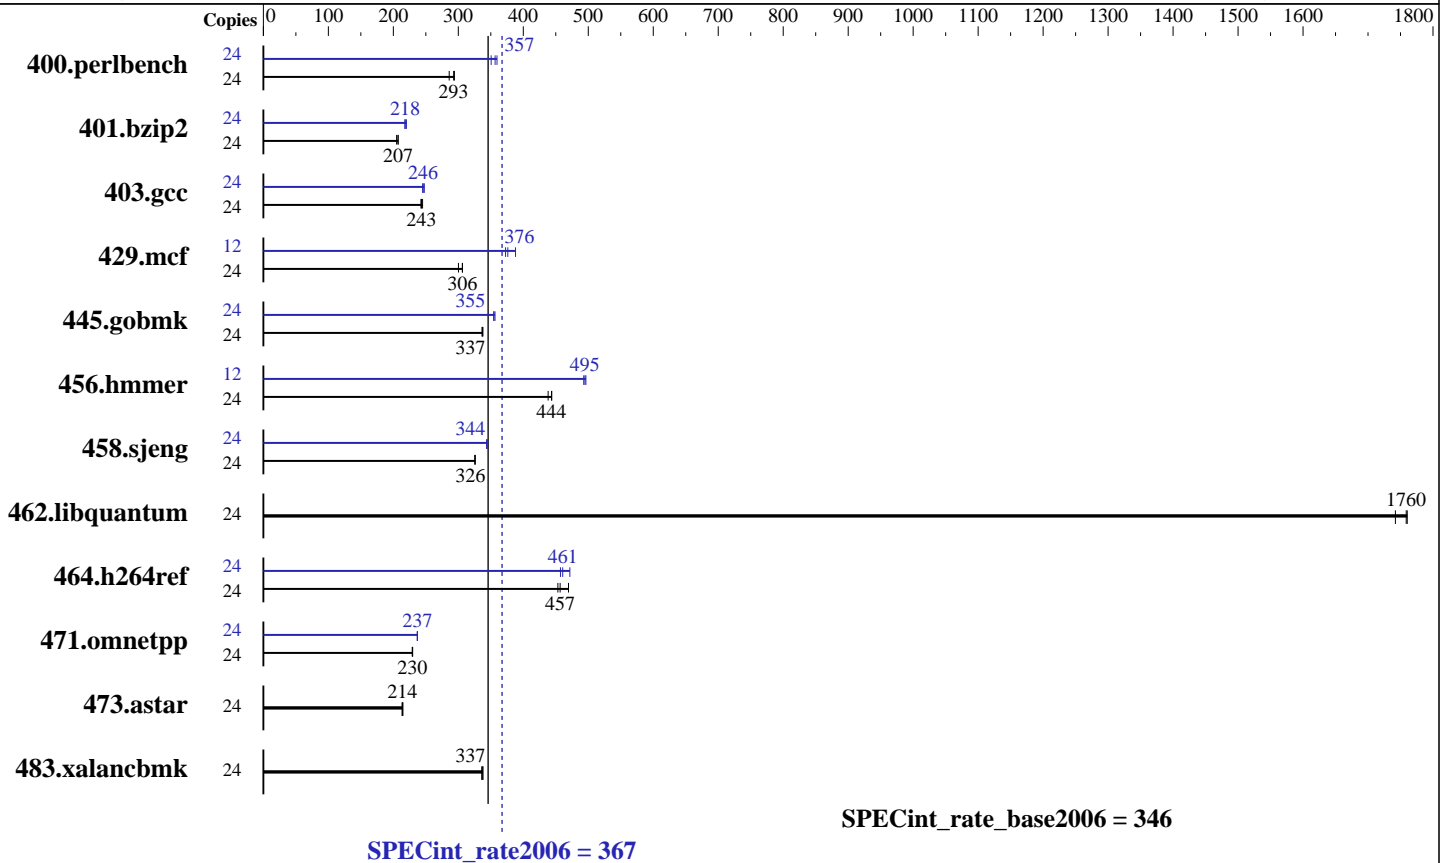 Copies 0 100 200 300 400 500 600 700 800 900 1000 1100 1200 1300 1400 1500 1600 1800
400.perlbench 24 357
24 293
401.bzip2 24 218
24 207
403.gcc 24 246
24 243
429.mcf 12 376
24 306
445.gobmk 24 355
24 337
456.hmmer 12 495
24 444
458.sjeng 24 344
24 326
462.libquantum 24 1760
464.h264ref 24 461
24 457
471.omnetpp 24 237
24 230
473.astar 24 214
483.xalancbmk 24 337
SPECint_rate_base2006 = 346
SPECint_rate2006 = 367